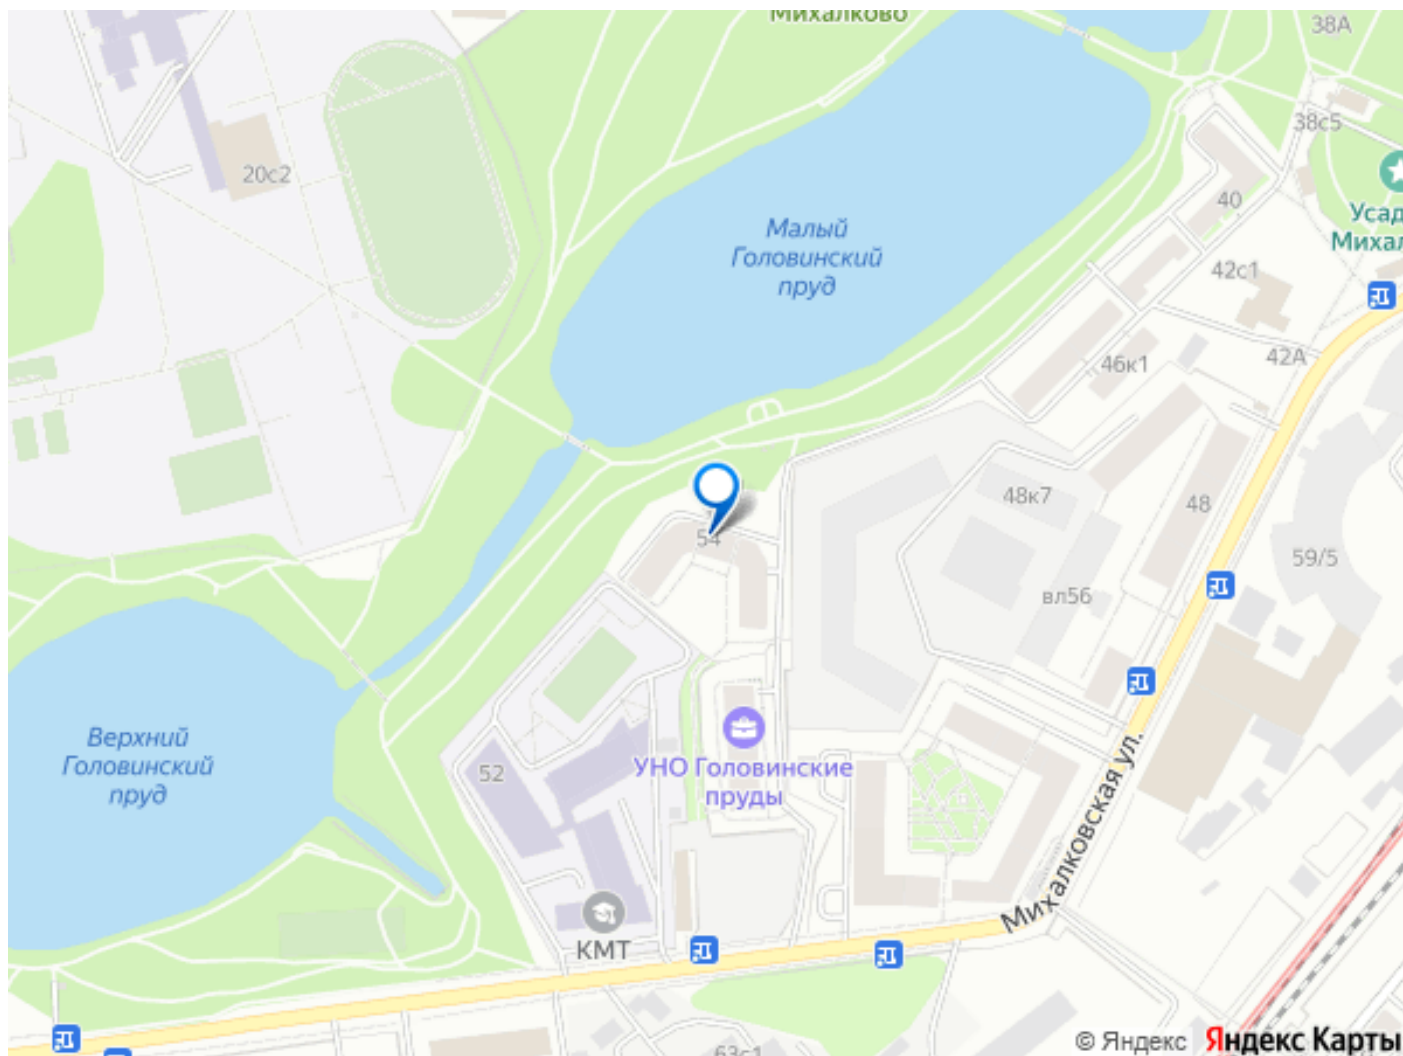 Михалково
38А
38с5
20с2
40
Усад
Михал
Малый
Головинский
пруд
42с1
42А
46к1
48к7
48
54
59/5
вл56
Верхний
Головинский
пруд
52
УНО Головинские
пруды
Михалковская ул.
КМТ
63с1
© Яндекс Яндекс Карты